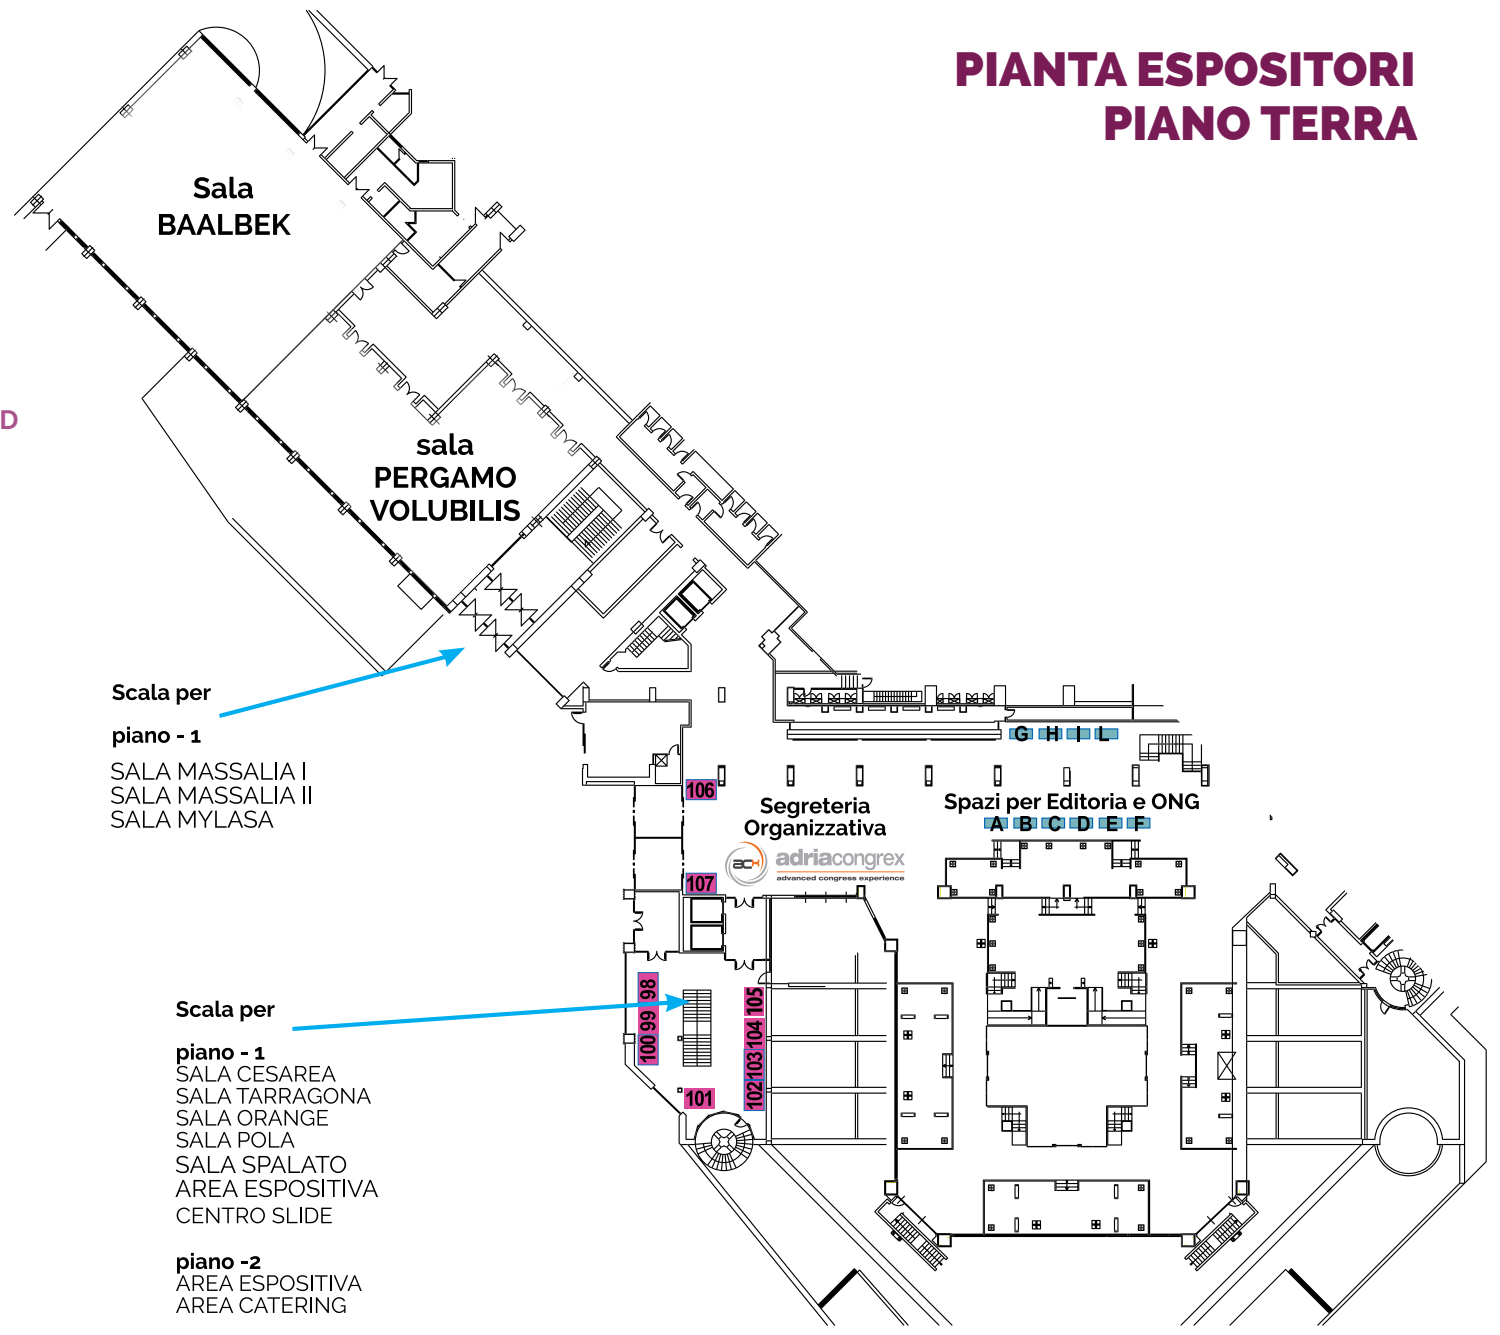 PIANTA ESPOSITORI
PIANO TERRA
Sala
BAALBEK
D
sala
PERGAMO
VOLUBILIS
Scala per
piano - 1
SALA MASSALIA I
SALA MASSALIA II
SALA MYLASA
G H I L
106
Segreteria
Organizzativa
Spazi per Editoria e ONG
A B C D E F
ac
adriacongrex
advanced congress experience
107
98
99
100
101
105
104
103
102
Scala per
piano - 1
SALA CESAREA
SALA TARRAGONA
SALA ORANGE
SALA POLA
SALA SPALATO
AREA ESPOSITIVA
CENTRO SLIDE
piano -2
AREA ESPOSITIVA
AREA CATERING